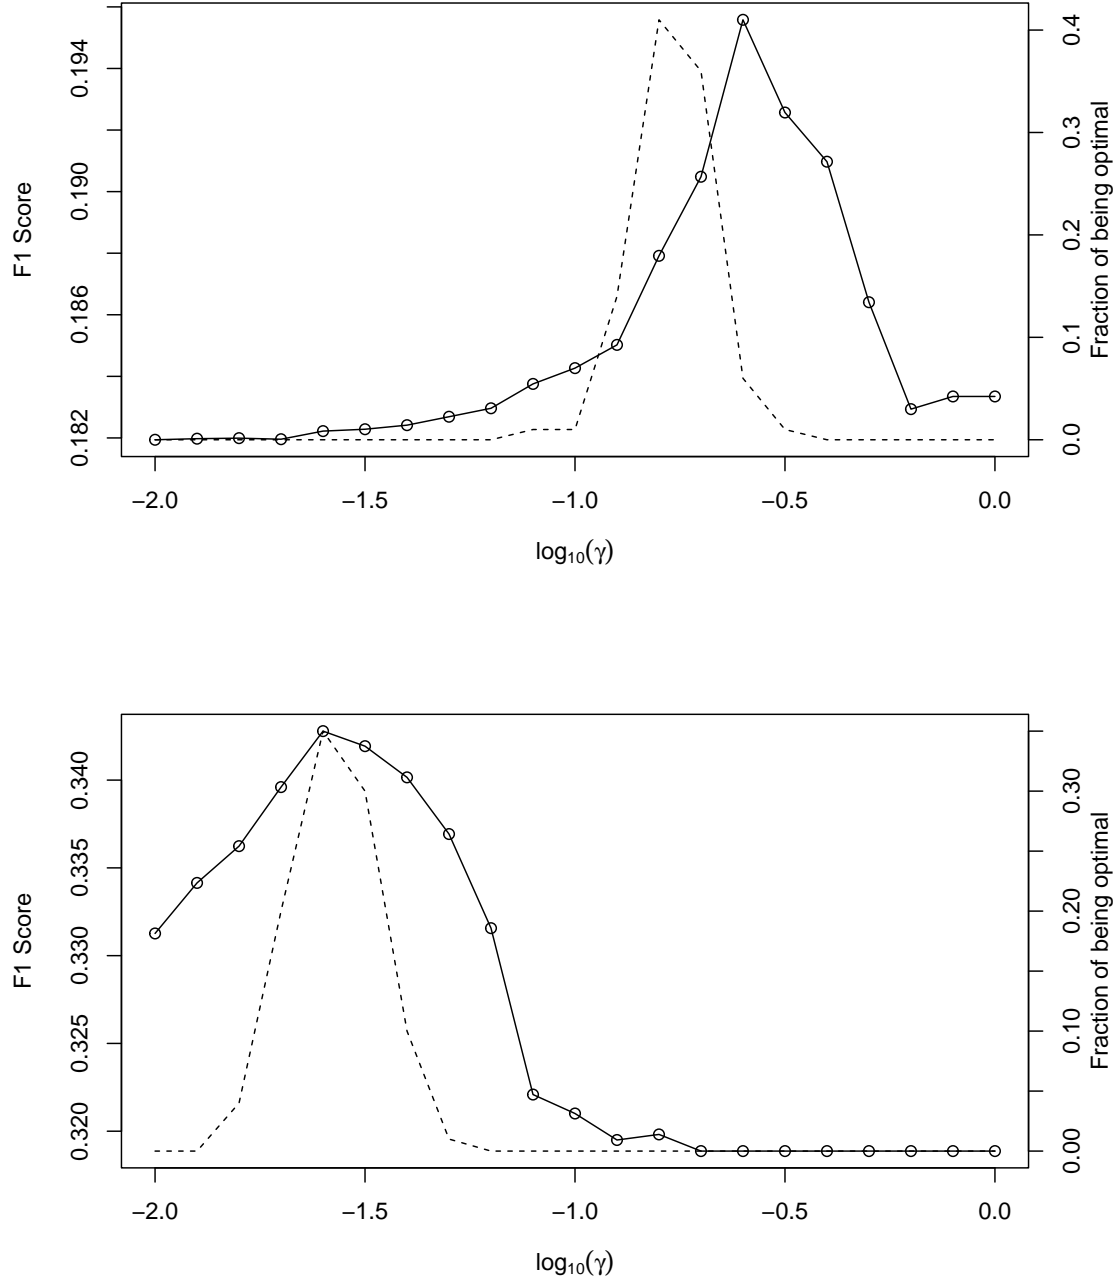 0.182 0.186 0.190 0.194
F1 Score
0.0 0.1 0.2 0.3 0.4
Fraction of being optimal
−2.0 −1.5 −1.0 −0.5 0.0
log₁₀(γ)
0.320 0.325 0.330 0.335 0.340
F1 Score
0.00 0.10 0.20 0.30
Fraction of being optimal
−2.0 −1.5 −1.0 −0.5 0.0
log₁₀(γ)